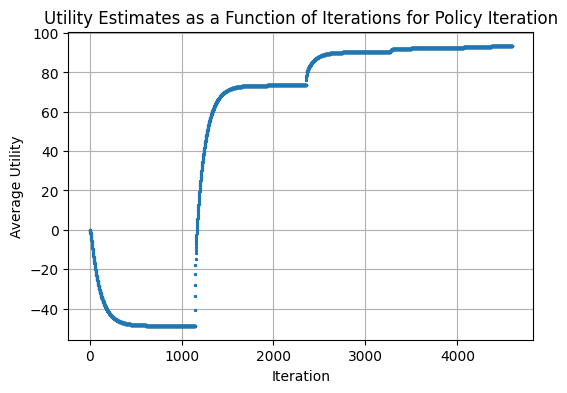 Utility Estimates as a Function of Iterations for Policy Iteration
100
80
60
40
20
0
−20
−40
Average Utility
0 1000 2000 3000 4000
Iteration